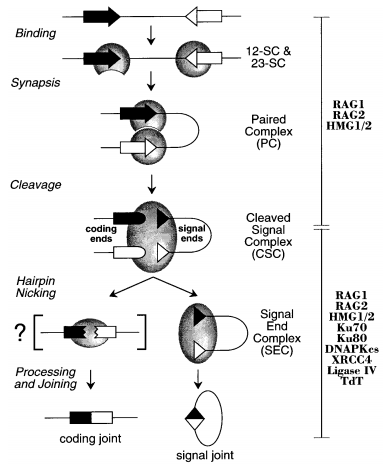 Binding
12-SC &
23-SC
Synapsis
RAG1
RAG2
HMG1/2
Paired
Complex
(PC)
Cleavage
coding
ends
signal
ends
Cleaved
Signal
Complex
(CSC)
Hairpin
Nicking
?
Signal
End
Complex
(SEC)
RAG1
RAG2
HMG1/2
Ku70
Ku80
DNAPKcs
XRCC4
Ligase IV
TdT
Processing
and Joining
coding joint
signal joint